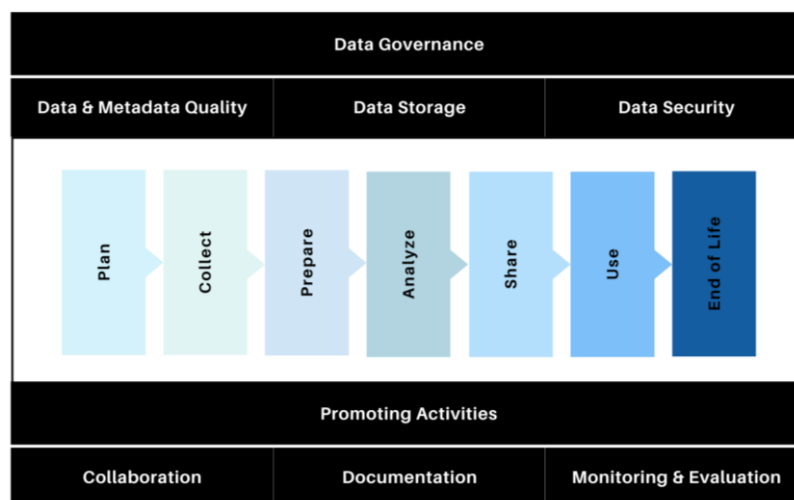 Data Governance
Data & Metadata Quality
Data Storage
Data Security
Plan
Collect
Prepare
Analyze
Share
Use
End of Life
Promoting Activities
Collaboration
Documentation
Monitoring & Evaluation